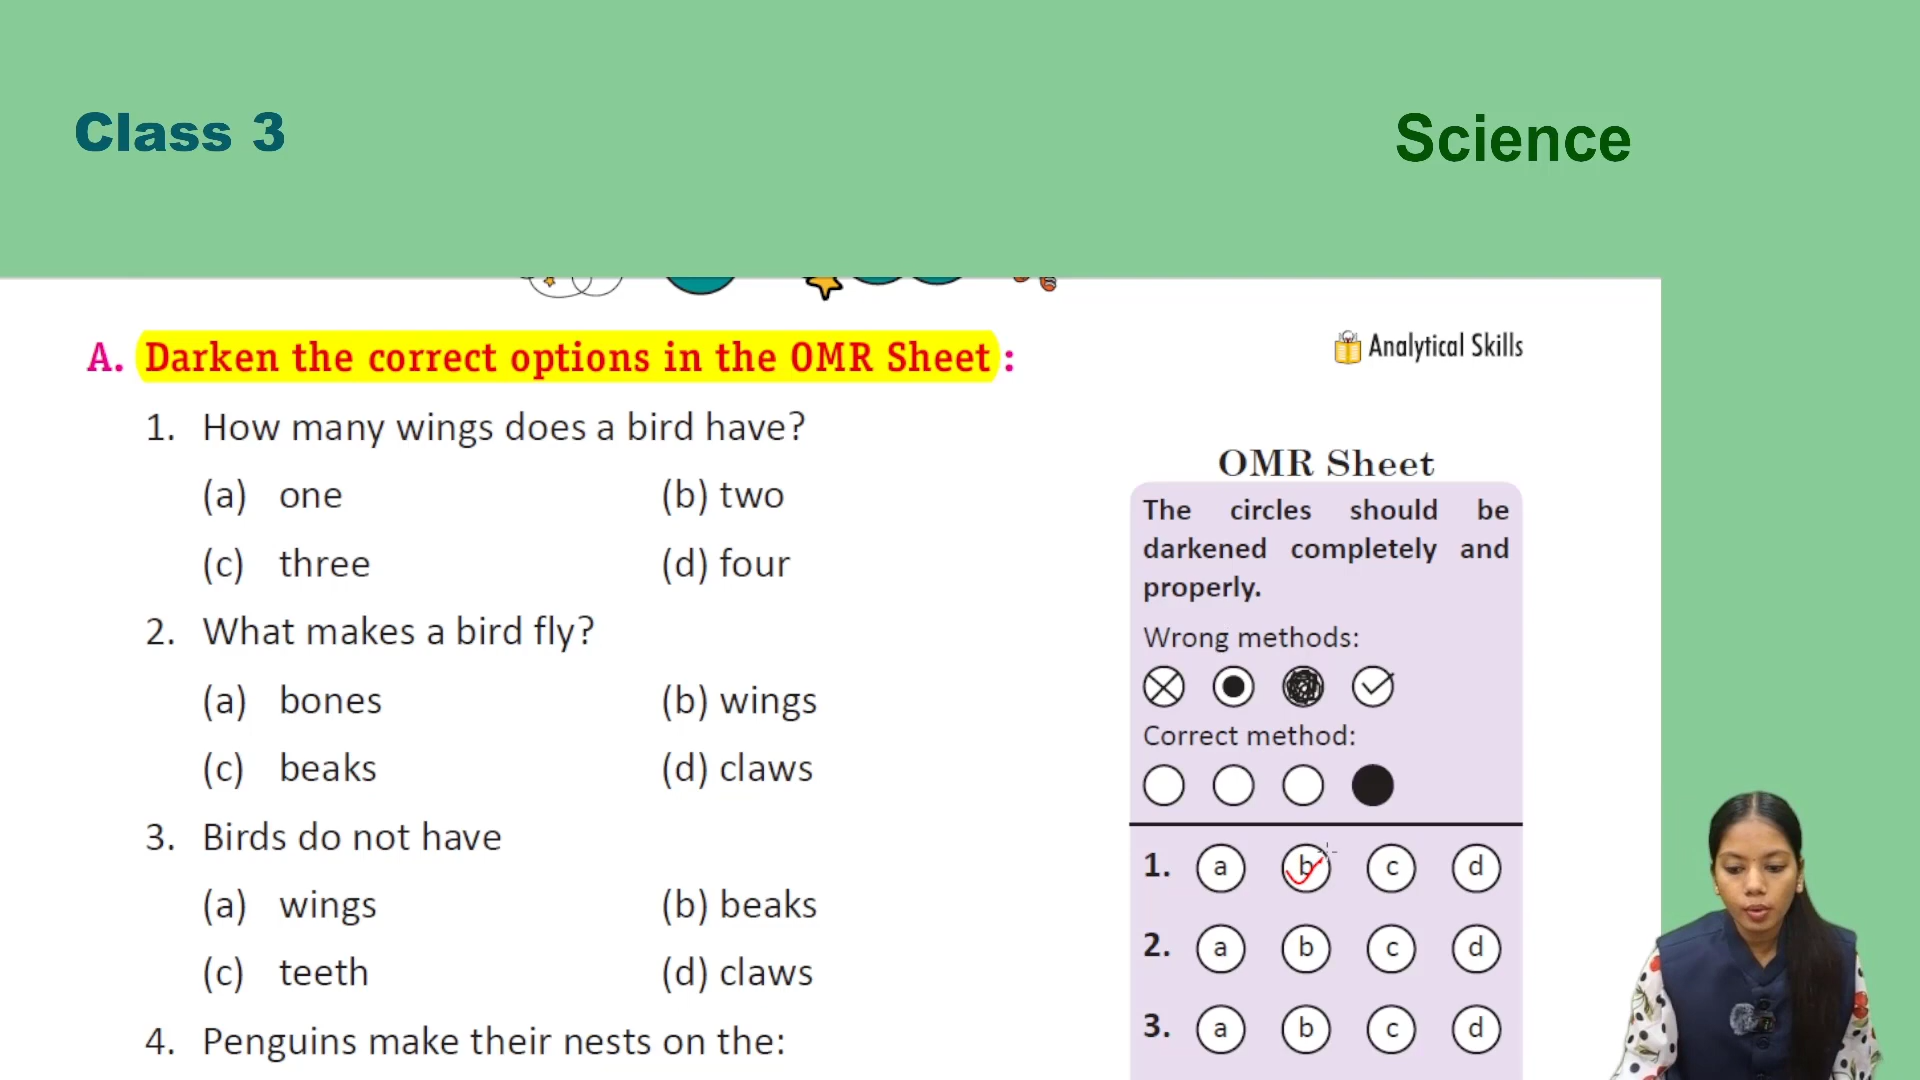 Class 3
Science
A. Darken the correct options in the OMR Sheet :
Analytical Skills
1. How many wings does a bird have?
(a) one (b) two
(c) three (d) four
2. What makes a bird fly?
(a) bones (b) wings
(c) beaks (d) claws
3. Birds do not have
(a) wings (b) beaks
(c) teeth (d) claws
4. Penguins make their nests on the:
OMR Sheet
The circles should be
darkened completely and
properly.
Wrong methods:
Correct method:
1. a b c d
2. a b c d
3. a b c d